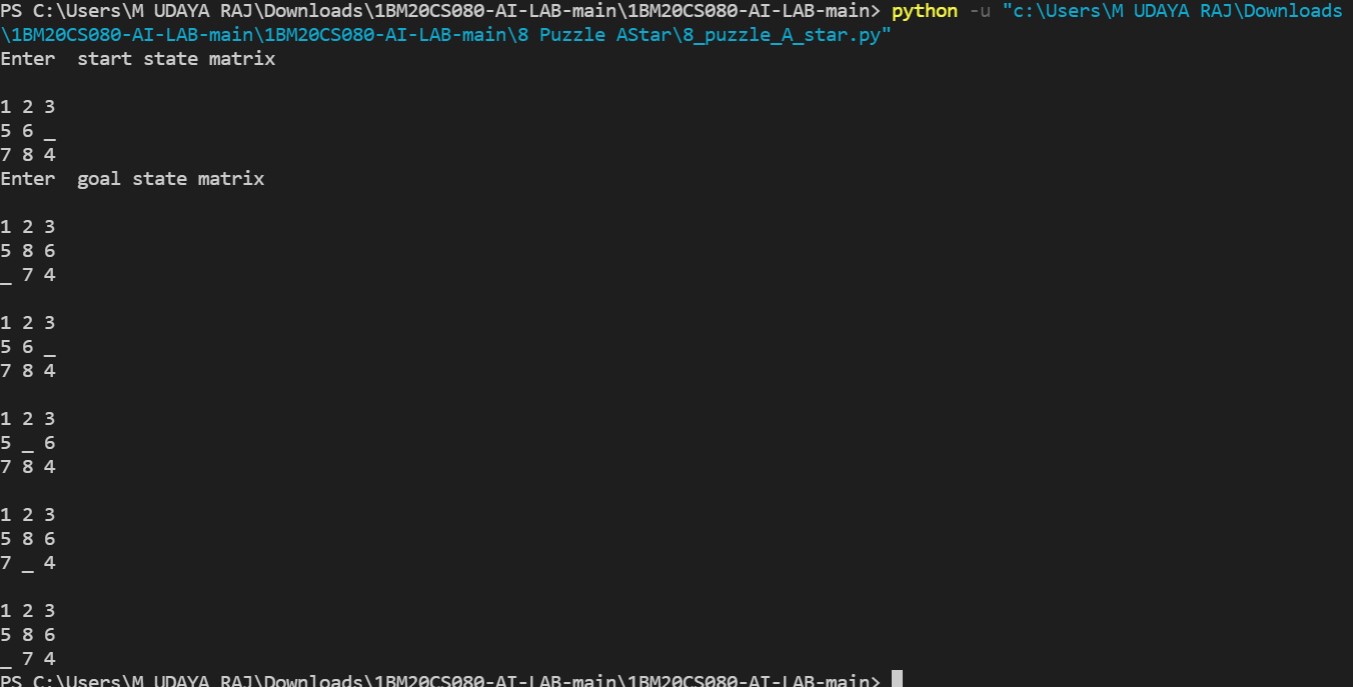 PS C:\Users\M UDAYA RAJ\Downloads\1BM20CS080-AI-LAB-main\1BM20CS080-AI-LAB-main> python -u "c:\Users\M UDAYA RAJ\Downloads
\1BM20CS080-AI-LAB-main\1BM20CS080-AI-LAB-main\8 Puzzle AStar\8_puzzle_A_star.py"
Enter  start state matrix
1 2 3
5 6 _
7 8 4
Enter  goal state matrix
1 2 3
5 8 6
_ 7 4
1 2 3
5 6 _
7 8 4
1 2 3
5 _ 6
7 8 4
1 2 3
5 8 6
7 _ 4
1 2 3
5 8 6
_ 7 4
PS C:\Users\M UDAYA RAJ\Downloads\1BM20CS080-AI-LAB-main\1BM20CS080-AI-LAB-main>